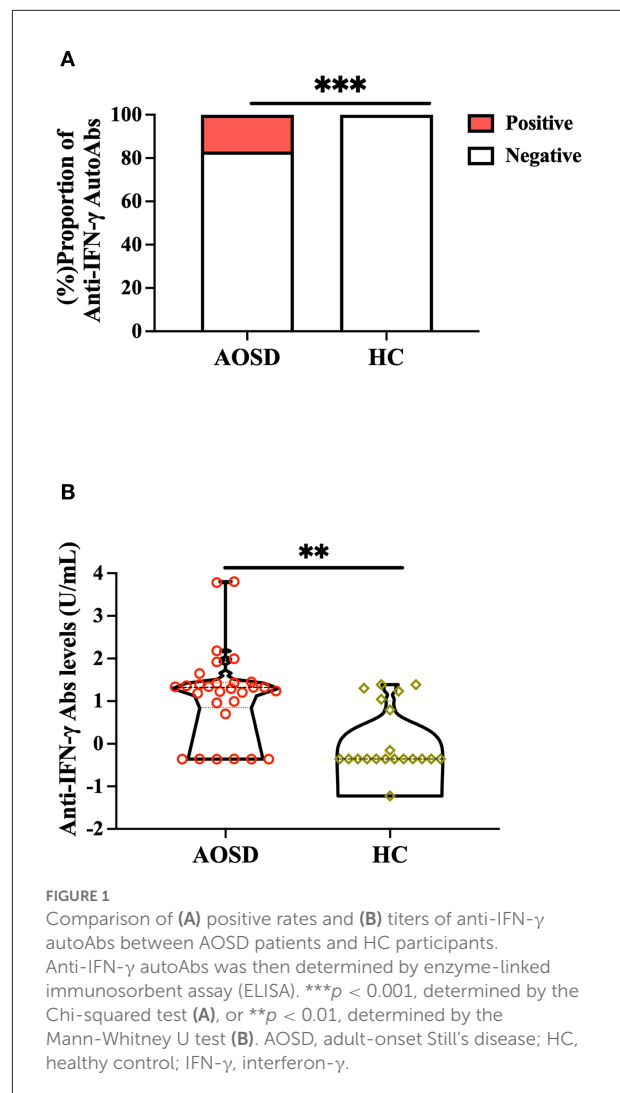 A
***
(%)Proportion of
Anti-IFN-γ AutoAbs
100
80
60
40
20
0
AOSD
HC
Positive
Negative
B
**
Anti-IFN-γ Abs levels (U/mL)
4
3
2
1
0
-1
-2
AOSD
HC
FIGURE 1
Comparison of (A) positive rates and (B) titers of anti-IFN-γ
autoAbs between AOSD patients and HC participants.
Anti-IFN-γ autoAbs was then determined by enzyme-linked
immunosorbent assay (ELISA). ***p < 0.001, determined by the
Chi-squared test (A), or **p < 0.01, determined by the
Mann-Whitney U test (B). AOSD, adult-onset Still's disease; HC,
healthy control; IFN-γ, interferon-γ.